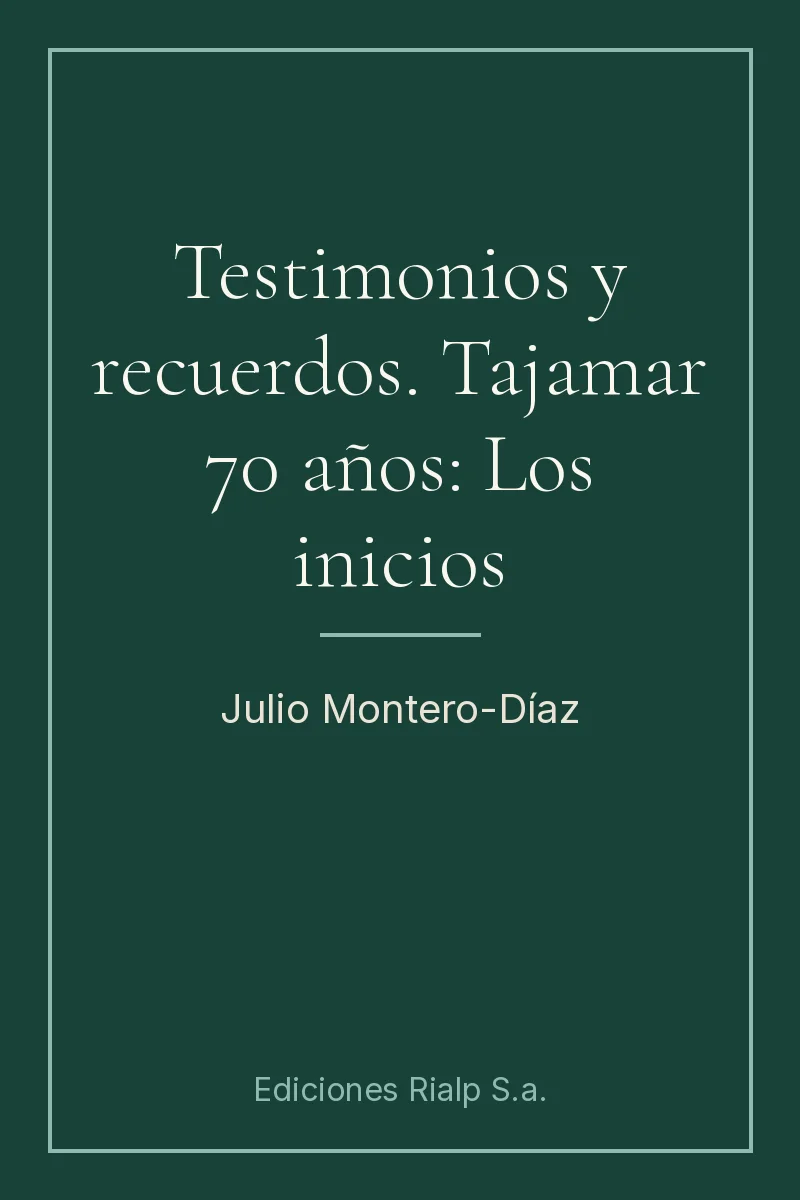 Testimonios y
recuerdos. Tajamar
70 años: Los
inicios
Julio Montero-Díaz
Ediciones Rialp S.a.